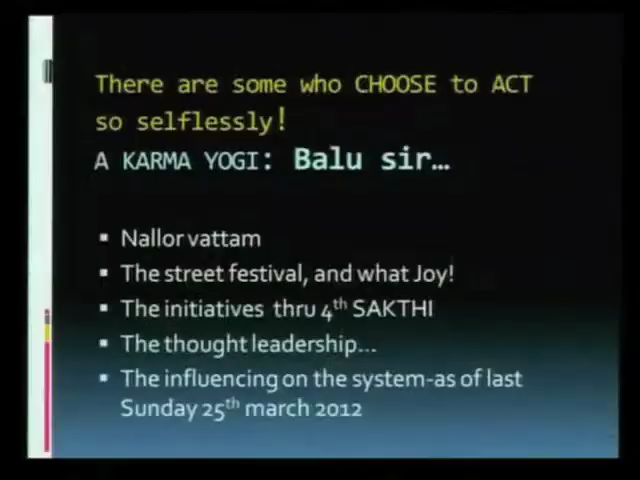 There are some who CHOOSE to ACT
so selflessly!
A KARMA YOGI: Balu sir…
▪ Nallor vattam
▪ The street festival, and what Joy!
▪ The initiatives thru 4th SAKTHI
▪ The thought leadership…
▪ The influencing on the system-as of last
Sunday 25th march 2012